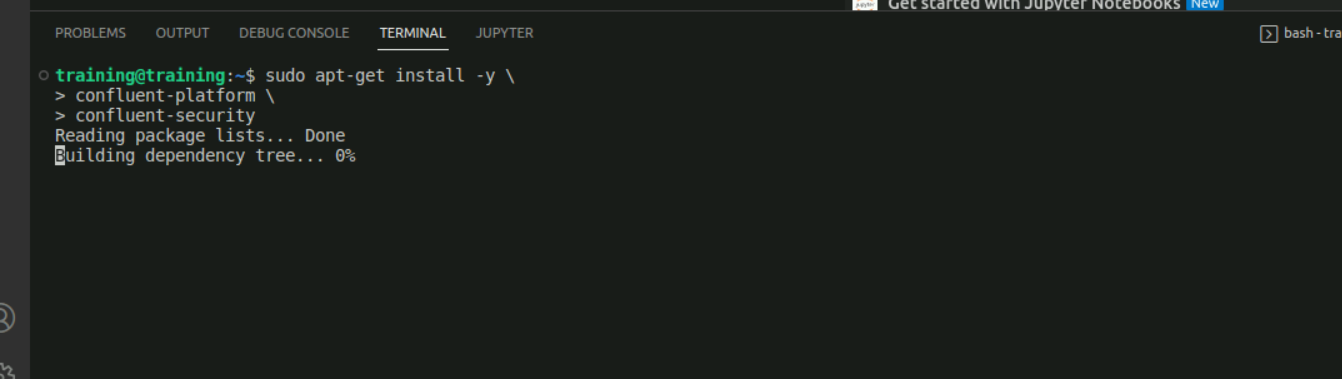 Get started with Jupyter Notebooks New
PROBLEMS OUTPUT DEBUG CONSOLE TERMINAL JUPYTER bash - tra
training@training:~$ sudo apt-get install -y \
> confluent-platform \
> confluent-security
Reading package lists... Done
Building dependency tree... 0%